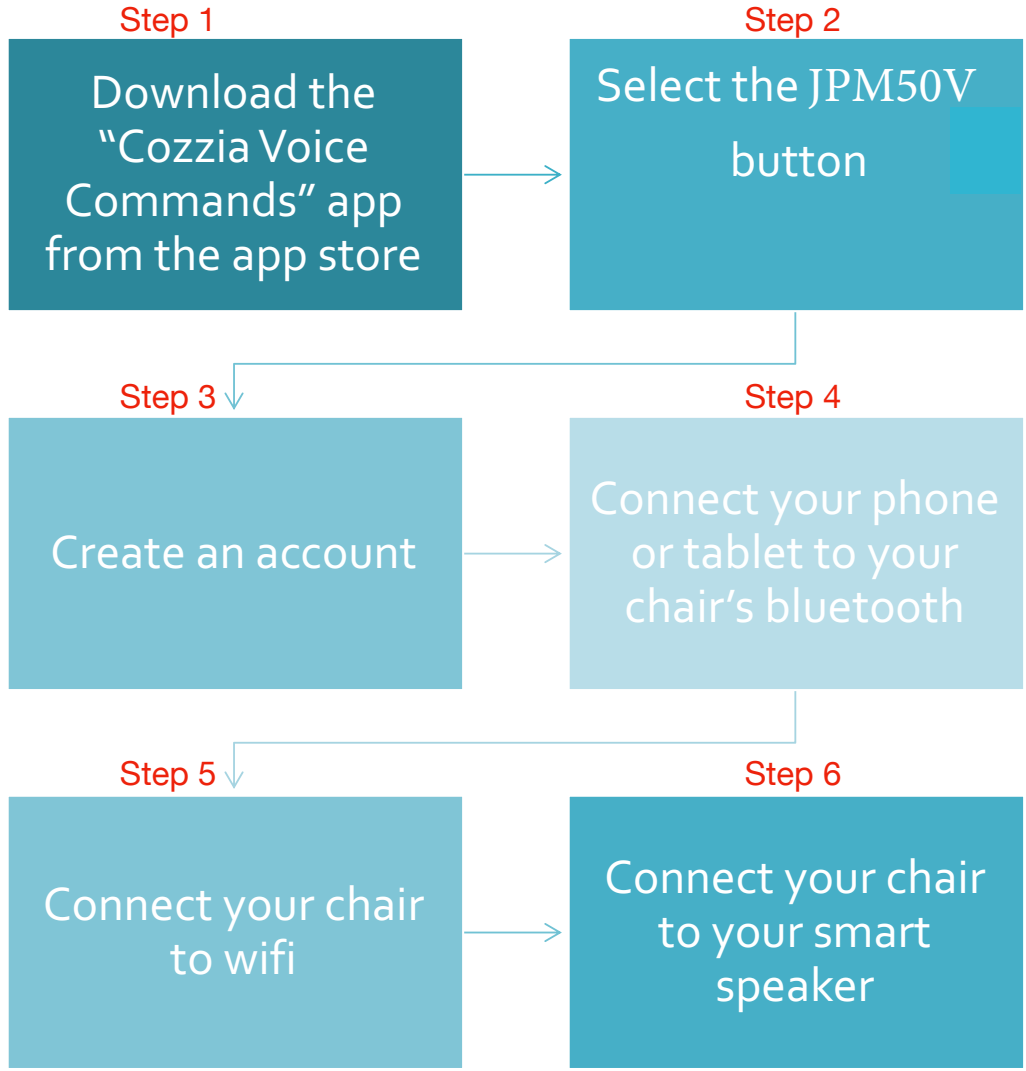 Step 1
Download the
“Cozzia Voice
Commands” app
from the app store
Step 2
Select the JPM50V
button
Step 3
Create an account
Step 4
Connect your phone
or tablet to your
chair’s bluetooth
Step 5
Connect your chair
to wifi
Step 6
Connect your chair
to your smart
speaker